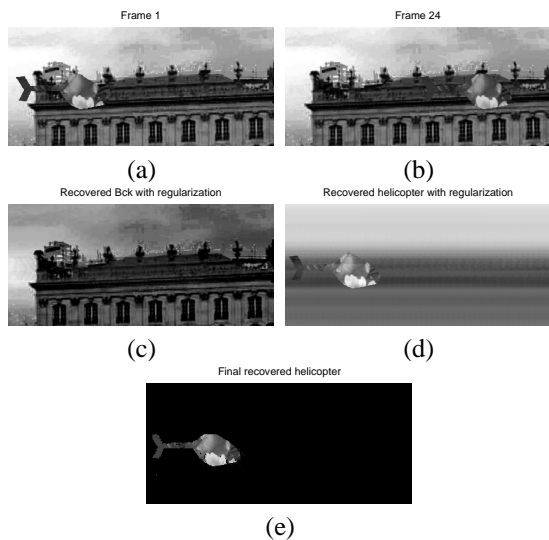 Frame 1
Frame 24
(a)
(b)
Recovered Bck with regularization
Recovered helicopter with regularization
(c)
(d)
Final recovered helicopter
(e)